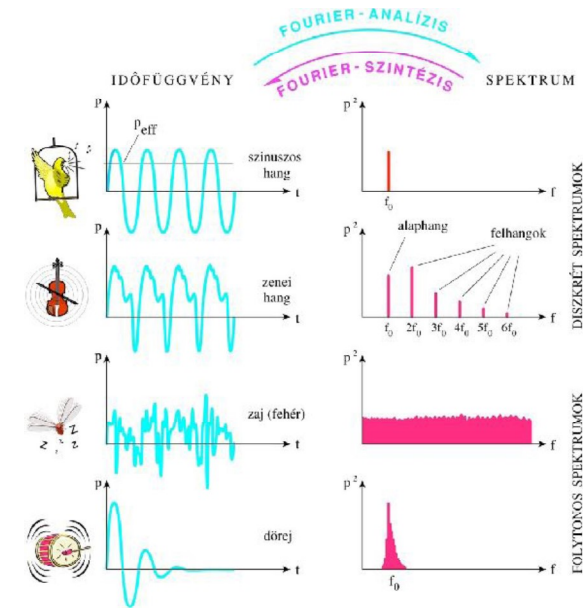 FOURIER-ANALÍZIS
FOURIER-SZINTÉZIS
IDŐFÜGGVÉNY
SPEKTRUM
p
p eff
szinuszos
hang
t
p²
f₀
f
p
zenei
hang
t
p²
alaphang
felhangok
f₀ 2f₀ 3f₀ 4f₀ 5f₀ 6f₀
f
DISZKRÉT SPEKTRUMOK
p
z z z
zaj (fehér)
t
p²
f
p
dörej
t
p²
f₀
f
FOLYTONOS SPEKTRUMOK